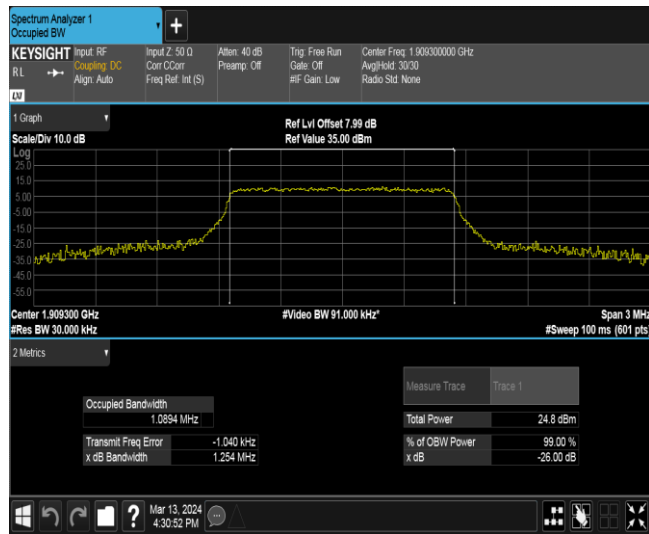 Spectrum Analyzer 1
Occupied BW
+
KEYSIGHT
RL
LXI
Input: RF
Coupling: DC
Align: Auto
Input Z: 50 Ω
Corr CCorr
Freq Ref: Int (S)
Atten: 40 dB
Preamp: Off
Trig: Free Run
Gate: Off
#IF Gain: Low
Center Freq: 1.909300000 GHz
Avg|Hold: 30/30
Radio Std: None
1 Graph
Scale/Div 10.0 dB
Ref Lvl Offset 7.99 dB
Ref Value 35.00 dBm
Log
25.0
15.0
5.00
-5.00
-15.0
-25.0
-35.0
-45.0
-55.0
Center 1.909300 GHz
#Res BW 30.000 kHz
#Video BW 91.000 kHz*
Span 3 MHz
#Sweep 100 ms (601 pts)
2 Metrics
Measure Trace Trace 1
Occupied Bandwidth
1.0894 MHz
Total Power 24.8 dBm
Transmit Freq Error -1.040 kHz
% of OBW Power 99.00 %
x dB Bandwidth 1.254 MHz
x dB -26.00 dB
?
Mar 13, 2024
4:30:52 PM